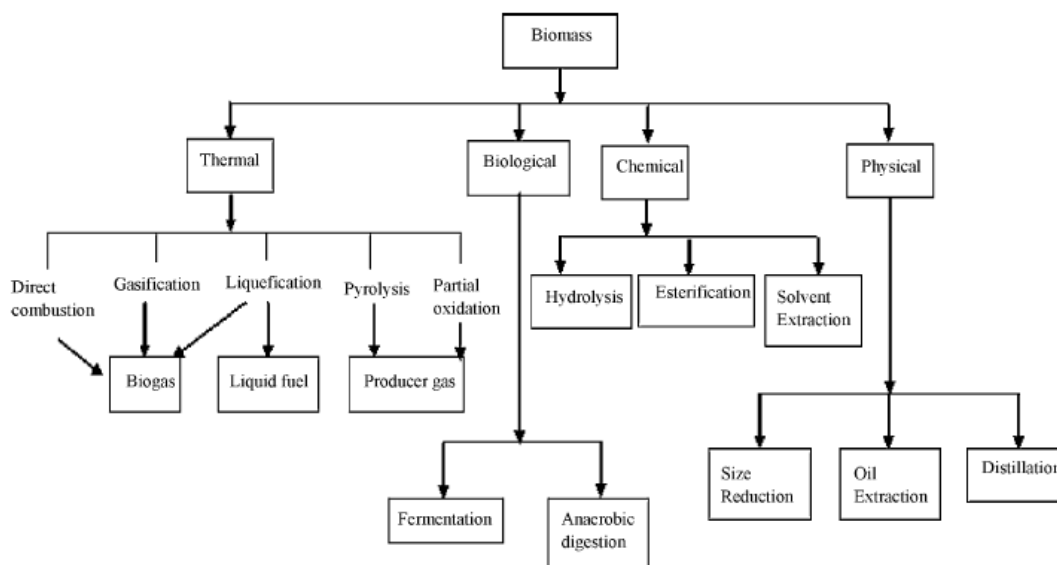 Biomass
Thermal
Biological
Chemical
Physical
Direct
combustion
Gasification
Liquefication
Pyrolysis
Partial
oxidation
Hydrolysis
Esterification
Solvent
Extraction
Biogas
Liquid fuel
Producer gas
Size
Reduction
Oil
Extraction
Distillation
Fermentation
Anaerobic
digestion